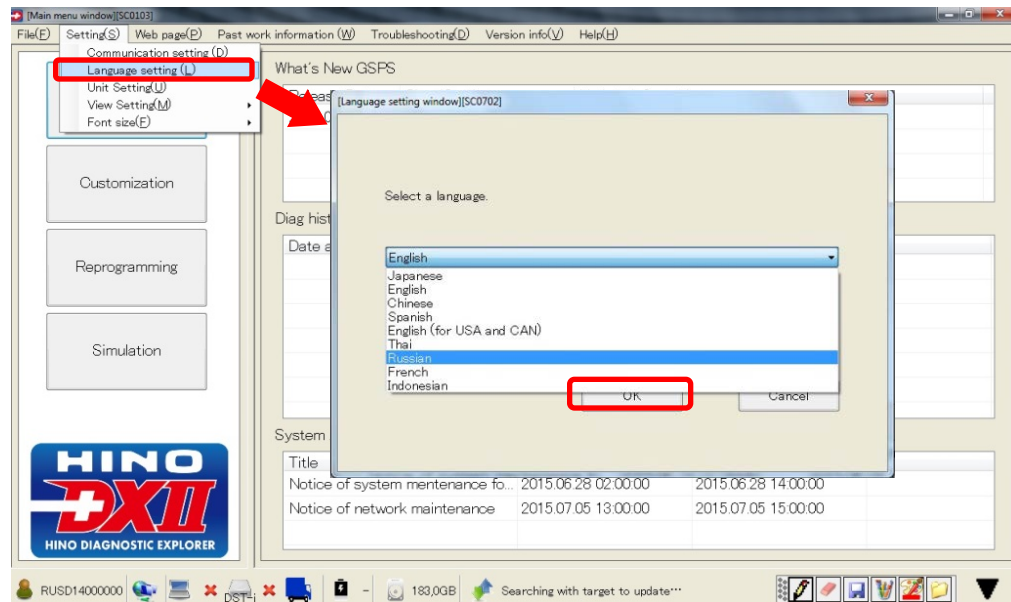 [Main menu window][SC0103]
File(F) Setting(S) Web page(P) Past work information (W) Troubleshooting(D) Version info(V) Help(H)
Communication setting (D)
Language setting (L)
Unit Setting(U)
View Setting(M)
Font size(F)
What's New GSPS
[Language setting window][SC0702]
Select a language.
English
Japanese
English
Chinese
Spanish
English (for USA and CAN)
Thai
Russian
French
Indonesian
OK
Cancel
Customization
Reprogramming
Simulation
Diag hist
Date a
System
Title
Notice of system mentenance fo... 2015.06.28 02:00:00 2015.06.28 14:00:00
Notice of network maintenance 2015.07.05 13:00:00 2015.07.05 15:00:00
HINO
DXII
HINO DIAGNOSTIC EXPLORER
RUSD14000000 DST-i - 183,0GB Searching with target to update...